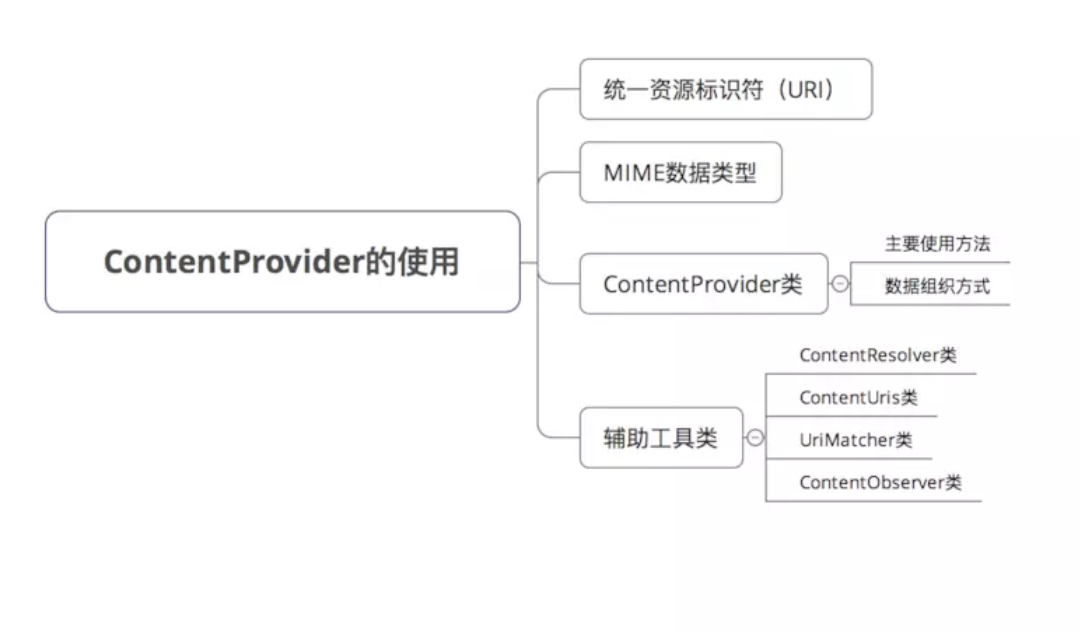 统一资源标识符（URI）
MIME数据类型
ContentProvider的使用
ContentProvider类
主要使用方法
数据组织方式
辅助工具类
ContentResolver类
ContentUris类
UriMatcher类
ContentObserver类